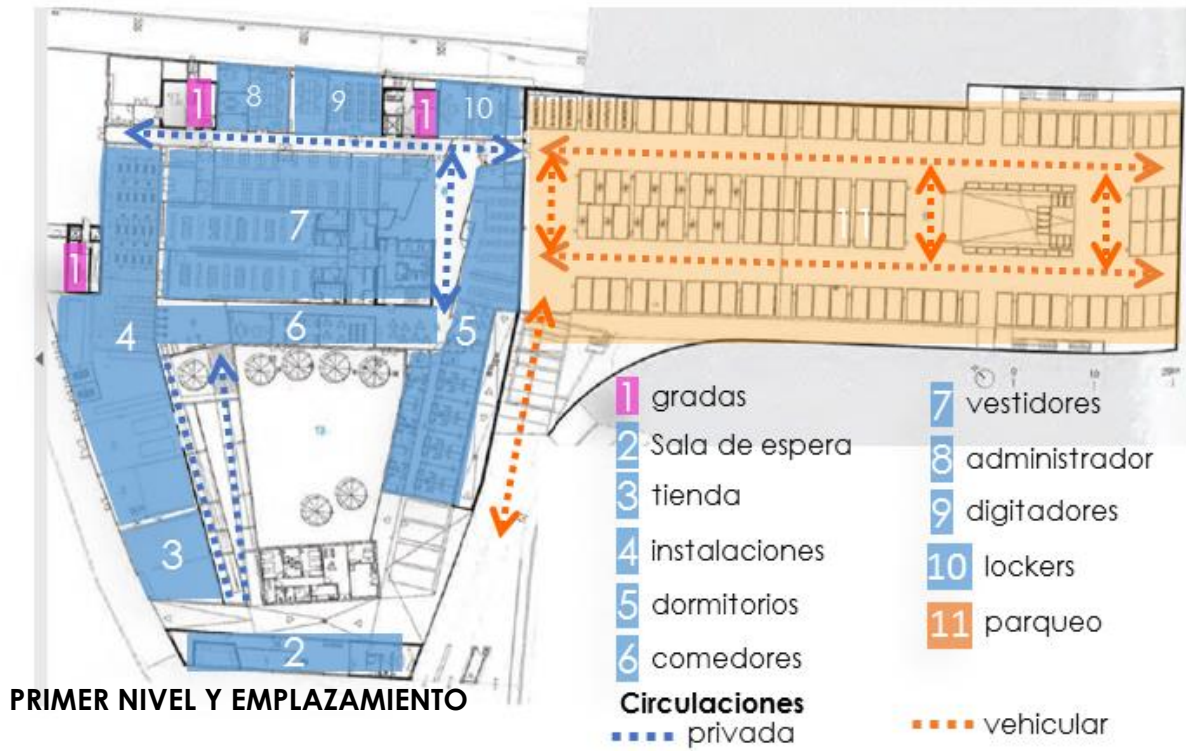 1 8 9 1 10
7 11
1
4 6 5
3
2
0 10
1 gradas
2 Sala de espera
3 tienda
4 instalaciones
5 dormitorios
6 comedores
7 vestidores
8 administrador
9 digitadores
10 lockers
11 parqueo
PRIMER NIVEL Y EMPLAZAMIENTO
Circulaciones
privada
vehicular